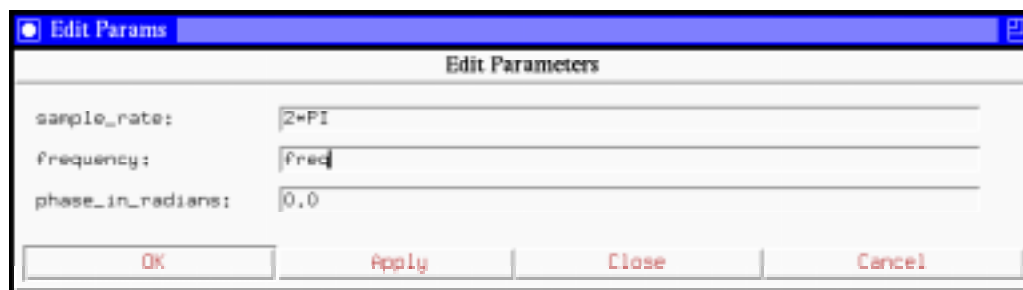 Edit Params
Edit Parameters
sample_rate: 2*PI
frequency: freq
phase_in_radians: 0.0
OK Apply Close Cancel